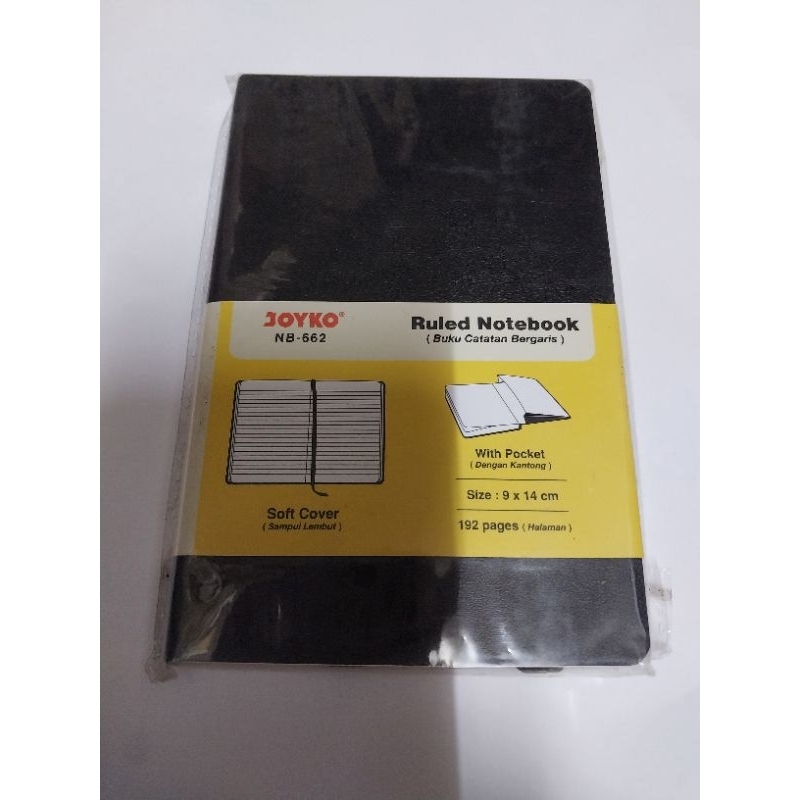 JOYKO®
NB-662
Ruled Notebook
( Buku Catatan Bergaris )
Soft Cover
( Sampul Lembut )
With Pocket
( Dengan Kantong )
Size : 9 x 14 cm
192 pages ( Halaman )